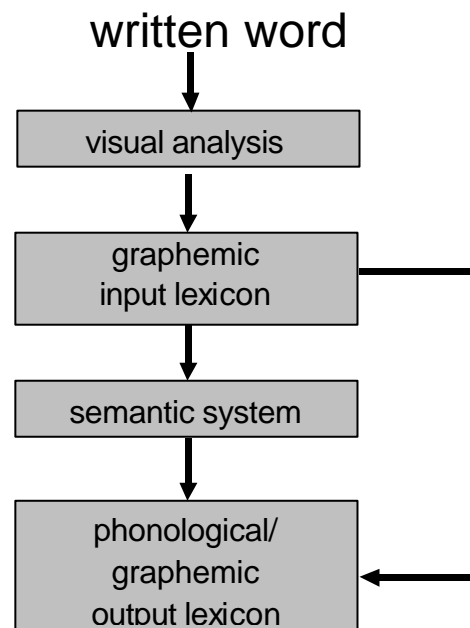 written word
visual analysis
graphemic
input lexicon
semantic system
phonological/
graphemic
output lexicon